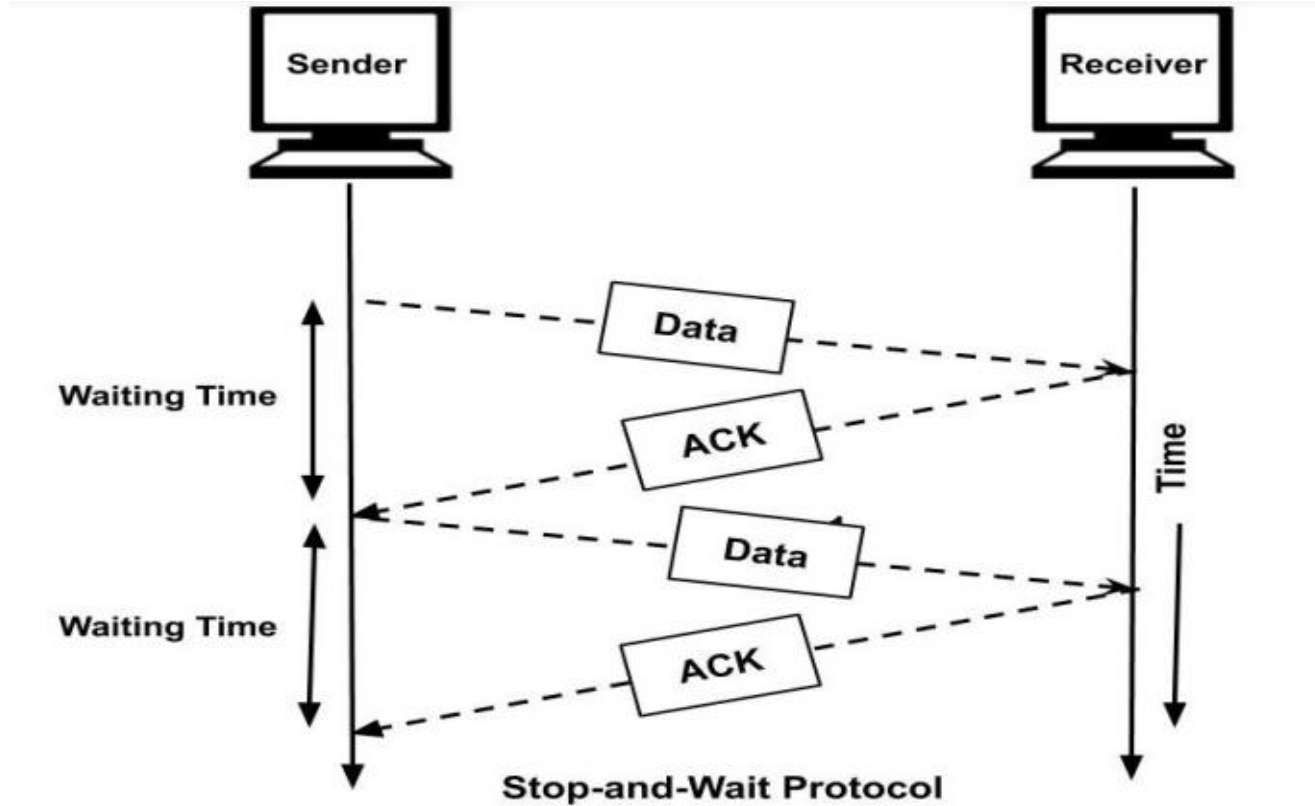 Sender
Receiver
Data
Waiting Time
ACK
Time
Data
Waiting Time
ACK
Stop-and-Wait Protocol